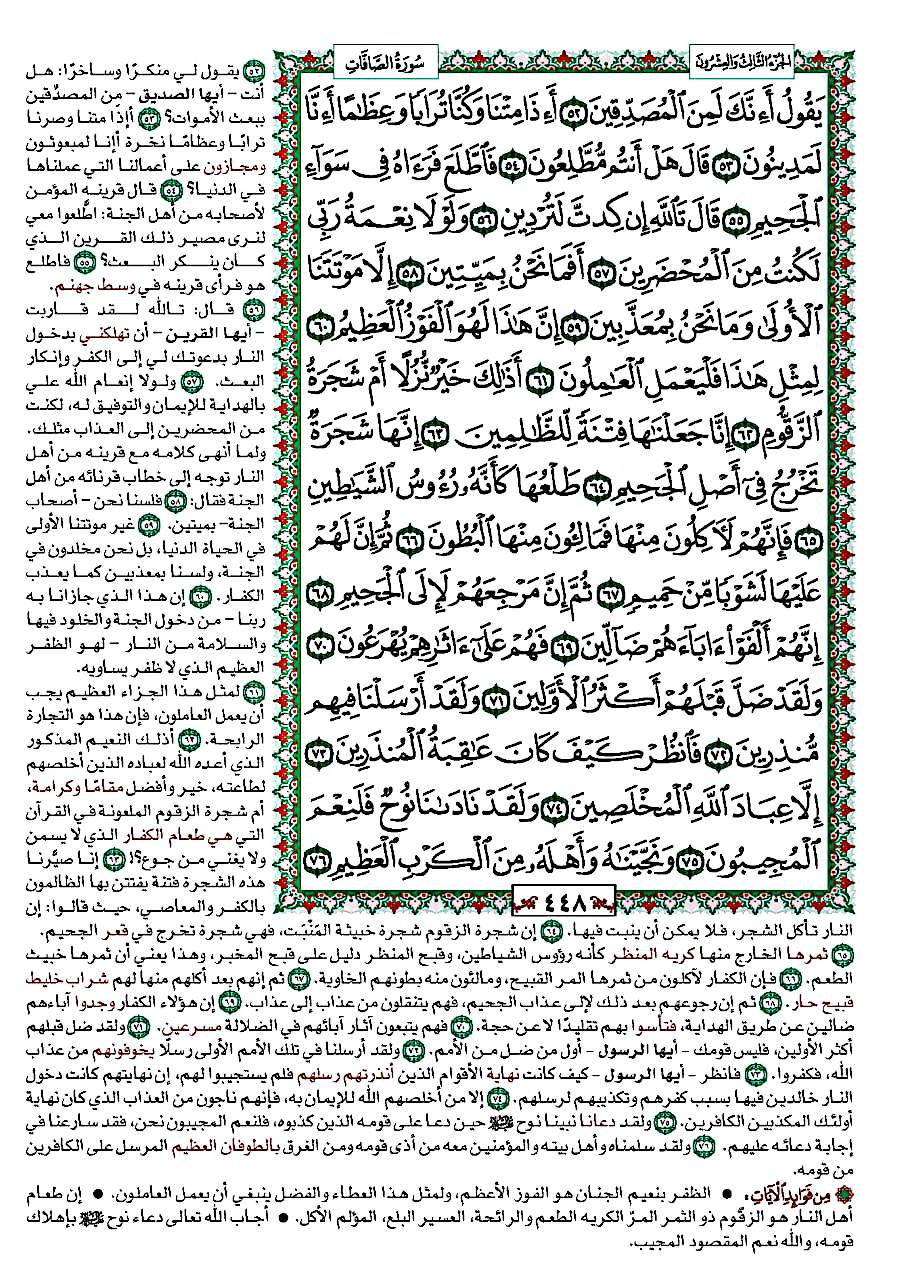 الجزء الثالث والعشرون
سورة الصافات
يَقُولُ أَءِنَّكَ لَمِنَ ٱلْمُصَدِّقِينَ ٥٢ أَءِذَا مِتْنَا وَكُنَّا تُرَابًا وَعِظَٰمًا أَءِنَّا
لَمَدِينُونَ ٥٣ قَالَ هَلْ أَنتُم مُّطَّلِعُونَ ٥٤ فَٱطَّلَعَ فَرَءَاهُ فِي سَوَآءِ
ٱلْجَحِيمِ ٥٥ قَالَ تَٱللَّهِ إِن كِدتَّ لَتُرْدِينِ ٥٦ وَلَوْلَا نِعْمَةُ رَبِّي
لَكُنتُ مِنَ ٱلْمُحْضَرِينَ ٥٧ أَفَمَا نَحْنُ بِمَيِّتِينَ ٥٨ إِلَّا مَوْتَتَنَا
ٱلْأُولَىٰ وَمَا نَحْنُ بِمُعَذَّبِينَ ٥٩ إِنَّ هَٰذَا لَهُوَ ٱلْفَوْزُ ٱلْعَظِيمُ ٦٠
لِمِثْلِ هَٰذَا فَلْيَعْمَلِ ٱلْعَٰمِلُونَ ٦١ أَذَٰلِكَ خَيْرٌ نُّزُلًا أَمْ شَجَرَةُ
ٱلزَّقُّومِ ٦٢ إِنَّا جَعَلْنَٰهَا فِتْنَةً لِّلظَّٰلِمِينَ ٦٣ إِنَّهَا شَجَرَةٌ
تَخْرُجُ فِيٓ أَصْلِ ٱلْجَحِيمِ ٦٤ طَلْعُهَا كَأَنَّهُۥ رُءُوسُ ٱلشَّيَٰطِينِ
٦٥ فَإِنَّهُمْ لَأٓكِلُونَ مِنْهَا فَمَالِـُٔونَ مِنْهَا ٱلْبُطُونَ ٦٦ ثُمَّ إِنَّ لَهُمْ
عَلَيْهَا لَشَوْبًا مِّنْ حَمِيمٍ ٦٧ ثُمَّ إِنَّ مَرْجِعَهُمْ لَإِلَى ٱلْجَحِيمِ ٦٨
إِنَّهُمْ أَلْفَوْا۟ ءَابَآءَهُمْ ضَآلِّينَ ٦٩ فَهُمْ عَلَىٰٓ ءَاثَٰرِهِمْ يُهْرَعُونَ ٧٠
وَلَقَدْ ضَلَّ قَبْلَهُمْ أَكْثَرُ ٱلْأَوَّلِينَ ٧١ وَلَقَدْ أَرْسَلْنَا فِيهِم
مُّنذِرِينَ ٧٢ فَٱنظُرْ كَيْفَ كَانَ عَٰقِبَةُ ٱلْمُنذَرِينَ ٧٣
إِلَّا عِبَادَ ٱللَّهِ ٱلْمُخْلَصِينَ ٧٤ وَلَقَدْ نَادَىٰنَا نُوحٌ فَلَنِعْمَ
ٱلْمُجِيبُونَ ٧٥ وَنَجَّيْنَٰهُ وَأَهْلَهُۥ مِنَ ٱلْكَرْبِ ٱلْعَظِيمِ ٧٦
٤٤٨
٥٢ يقول لي منكرًا وساخرًا: هل
أنت – أيها الصديق – من المصدِّقين
ببعث الأموات؟ ٥٣ أإذا متنا وصرنا
ترابًا وعظامًا نخرة أإنا لمبعوثون
ومجازون على أعمالنا التي عملناها
في الدنيا؟ ٥٤ قال قرينه المؤمن
لأصحابه من أهل الجنة: اطَّلعوا معي
لنرى مصير ذلك القرين الذي
كان ينكر البعث؟ ٥٥ فاطلع
هو فرأى قرينه في وسط جهنم.
٥٦ قال: تالله لقد قاربت
– أيها القرين – أن تهلكني بدخول
النار بدعوتك لي إلى الكفر وإنكار
البعث. ٥٧ ولولا إنعام الله علي
بالهداية للإيمان والتوفيق له، لكنت
من المحضرين إلى العذاب مثلك.
ولما أنهى كلامه مع قرينه من أهل
النار توجه إلى خطاب قرنائه من أهل
الجنة فقال: ٥٨ فلسنا نحن – أصحاب
الجنة– بميتين. ٥٩ غير موتتنا الأولى
في الحياة الدنيا، بل نحن مخلدون في
الجنة، ولسنا بمعذبين كما يعذب
الكفار. ٦٠ إن هذا الذي جازانا به
ربنا – من دخول الجنة والخلود فيها
والسلامة من النار – لهو الظفر
العظيم الذي لا ظفر يساويه.
٦١ لمثل هذا الجزاء العظيم يجب
أن يعمل العاملون، فإن هذا هو التجارة
الرابحة. ٦٢ أذلك النعيم المذكور
الذي أعده الله لعباده الذين أخلصهم
لطاعته، خير وأفضل مقامًا وكرامة،
أم شجرة الزقوم الملعونة في القرآن
التي هي طعام الكفار الذي لا يسمن
ولا يغني من جوع؟! ٦٣ إنا صيَّرنا
هذه الشجرة فتنة يفتتن بها الظالمون
بالكفر والمعاصي، حيث قالوا: إن
النار تأكل الشجر، فلا يمكن أن ينبت فيها. ٦٤ إن شجرة الزقوم شجرة خبيثة المَنْبَت، فهي شجرة تخرج في قعر الجحيم.
٦٥ ثمرها الخارج منها كريه المنظر كأنه رؤوس الشياطين، وقبح المنظر دليل على قبح المخبر، وهذا يعني أن ثمرها خبيث
الطعم. ٦٦ فإن الكفار لآكلون من ثمرها المر القبيح، ومالئون منه بطونهم الخاوية. ٦٧ ثم إنهم بعد أكلهم منها لهم شراب خليط
قبيح حار. ٦٨ ثم إن رجوعهم بعد ذلك لإلى عذاب الجحيم، فهم يتنقلون من عذاب إلى عذاب. ٦٩ إن هؤلاء الكفار وجدوا آباءهم
ضالين عن طريق الهداية، فتأسوا بهم تقليدًا لا عن حجة. ٧٠ فهم يتبعون آثار آبائهم في الضلالة مسرعين. ٧١ ولقد ضل قبلهم
أكثر الأولين، فليس قومك – أيها الرسول – أول من ضل من الأمم. ٧٢ ولقد أرسلنا في تلك الأمم الأولى رسلًا يخوفونهم من عذاب
الله، فكفروا. ٧٣ فانظر – أيها الرسول – كيف كانت نهاية الأقوام الذين أنذرتهم رسلهم فلم يستجيبوا لهم، إن نهايتهم كانت دخول
النار خالدين فيها بسبب كفرهم وتكذيبهم لرسلهم. ٧٤ إلا من أخلصهم الله للإيمان به، فإنهم ناجون من العذاب الذي كان نهاية
أولئك المكذبين الكافرين. ٧٥ ولقد دعانا نبينا نوح ﷺ حين دعا على قومه الذين كذبوه، فلنعم المجيبون نحن، فقد سارعنا في
إجابة دعائه عليهم. ٧٦ ولقد سلمناه وأهل بيته والمؤمنين معه من أذى قومه ومن الغرق بالطوفان العظيم المرسل على الكافرين
من قومه.
من فوائد الآيات: • الظفر بنعيم الجنان هو الفوز الأعظم، ولمثل هذا العطاء والفضل ينبغي أن يعمل العاملون. • إن طعام
أهل النار هو الزقّوم ذو الثمر المرّ الكريه الطعم والرائحة، العسير البلع، المؤلم الأكل. • أجاب الله تعالى دعاء نوح ﷺ بإهلاك
قومه، والله نعم المقصود المجيب.